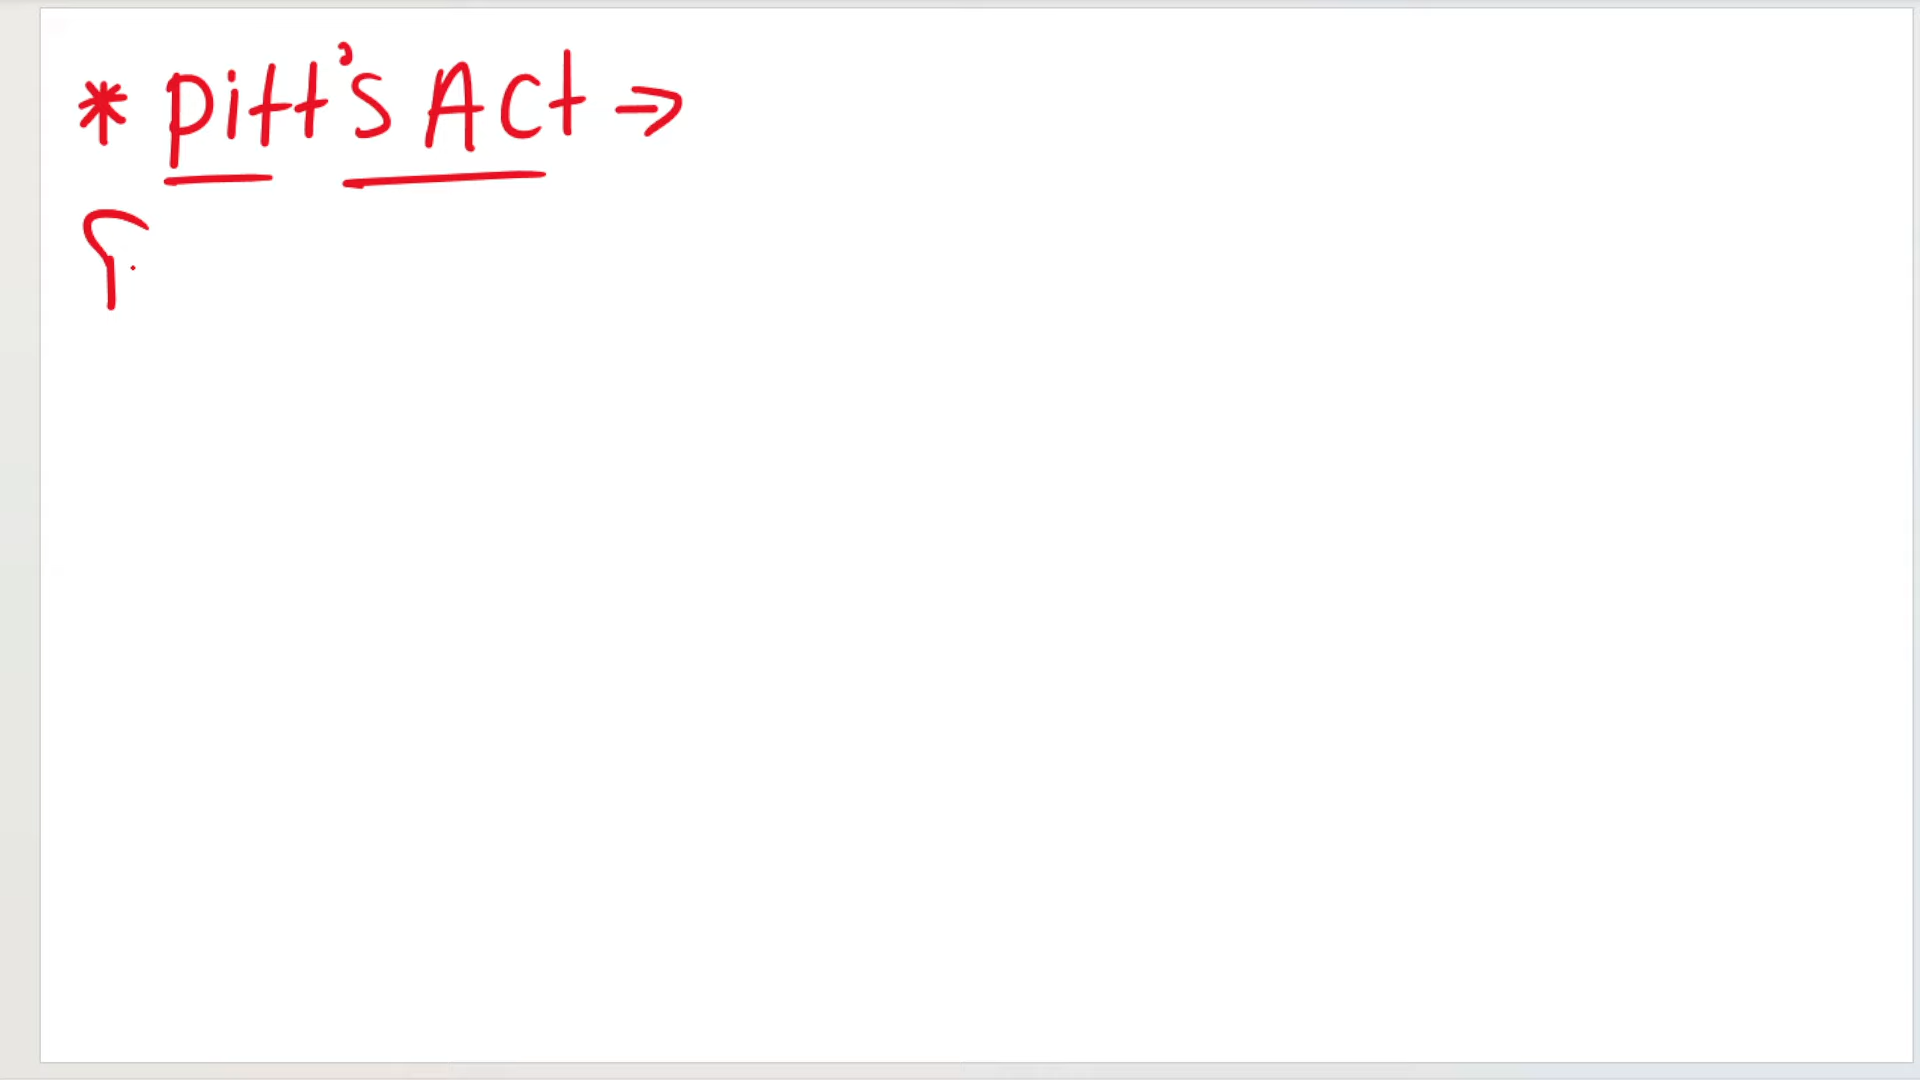 * pitt's Act →